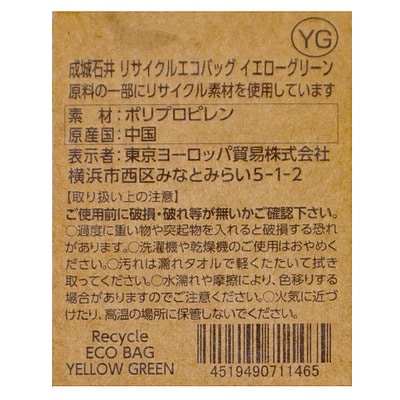 YG
成城石井 リサイクルエコバッグ イエローグリーン
原料の一部にリサイクル素材を使用しています
素 材：ポリプロピレン
原産国：中国
表示者：東京ヨーロッパ貿易株式会社
横浜市西区みなとみらい5-1-2
【取り扱い上の注意】
ご使用前に破損・破れ等が無いかご確認下さい。
○過度に重い物や突起物を入れると破損する恐れ
があります。○洗濯機や乾燥機のご使用はおやめく
ださい。○汚れは濡れタオルで軽くたたいて拭き
取ってください。○水濡れや摩擦により、色移りする
場合がありますのでご注意ください。○火気に近づ
けたり、高温の場所に保管しないでください。
Recycle
ECO BAG
YELLOW GREEN
4519490711465